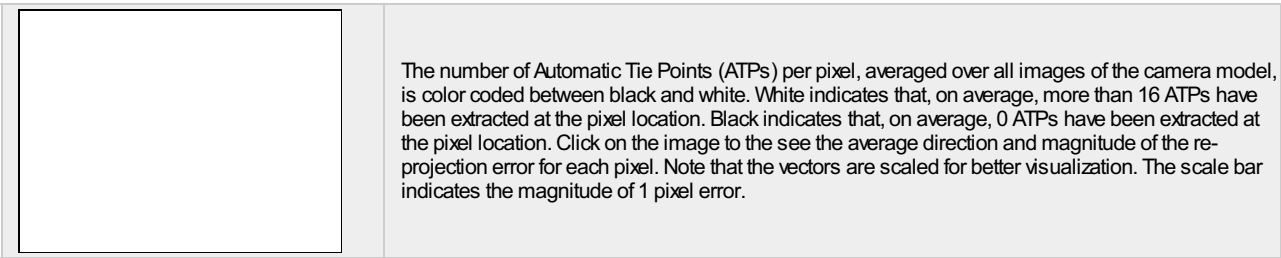 The number of Automatic Tie Points (ATPs) per pixel, averaged over all images of the camera model,
is color coded between black and white. White indicates that, on average, more than 16 ATPs have
been extracted at the pixel location. Black indicates that, on average, 0 ATPs have been extracted at
the pixel location. Click on the image to the see the average direction and magnitude of the re-
projection error for each pixel. Note that the vectors are scaled for better visualization. The scale bar
indicates the magnitude of 1 pixel error.